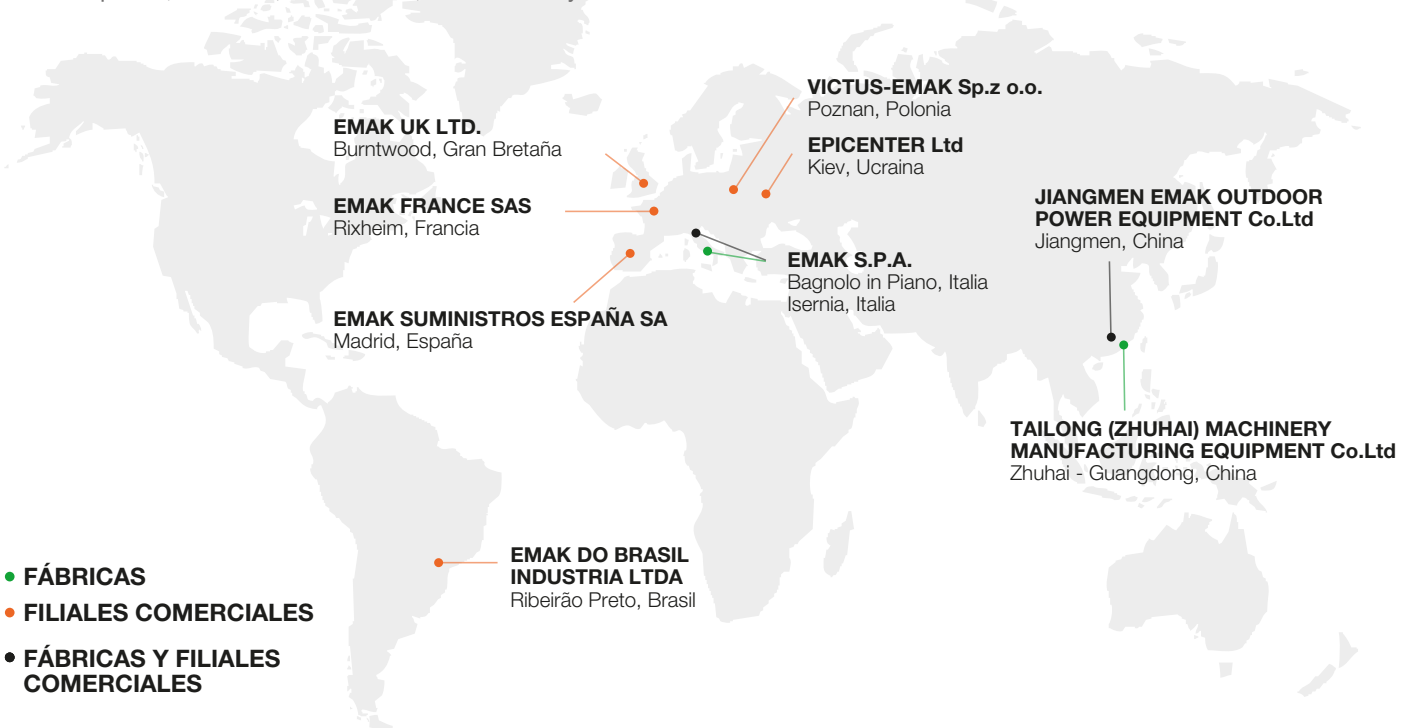 VICTUS-EMAK Sp.z o.o.
Poznan, Polonia
EMAK UK LTD.
Burntwood, Gran Bretaña
EPICENTER Ltd
Kiev, Ucraina
EMAK FRANCE SAS
Rixheim, Francia
JIANGMEN EMAK OUTDOOR
POWER EQUIPMENT Co.Ltd
Jiangmen, China
EMAK S.P.A.
Bagnolo in Piano, Italia
Isernia, Italia
EMAK SUMINISTROS ESPAÑA SA
Madrid, España
TAILONG (ZHUHAI) MACHINERY
MANUFACTURING EQUIPMENT Co.Ltd
Zhuhai - Guangdong, China
EMAK DO BRASIL
INDUSTRIA LTDA
Ribeirão Preto, Brasil
FÁBRICAS
FILIALES COMERCIALES
FÁBRICAS Y FILIALES
COMERCIALES